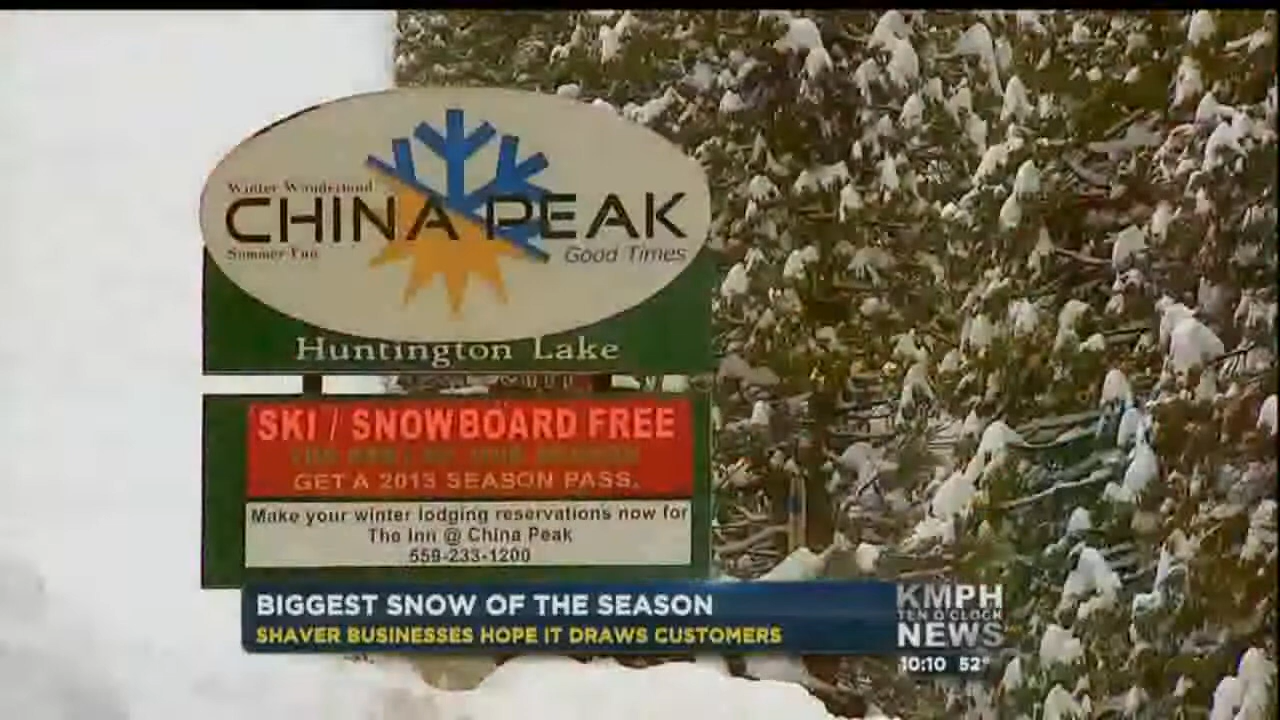 Winter Wonderland
CHINA PEAK
Summer Fun
Good Times
Huntington Lake
SKI / SNOWBOARD FREE
GET A 2013 SEASON PASS.
Make your winter lodging reservations now for
The Inn @ China Peak
559-233-1200
BIGGEST SNOW OF THE SEASON
SHAVER BUSINESSES HOPE IT DRAWS CUSTOMERS
KMPH
TEN O'CLOCK
NEWS
10:10 52°